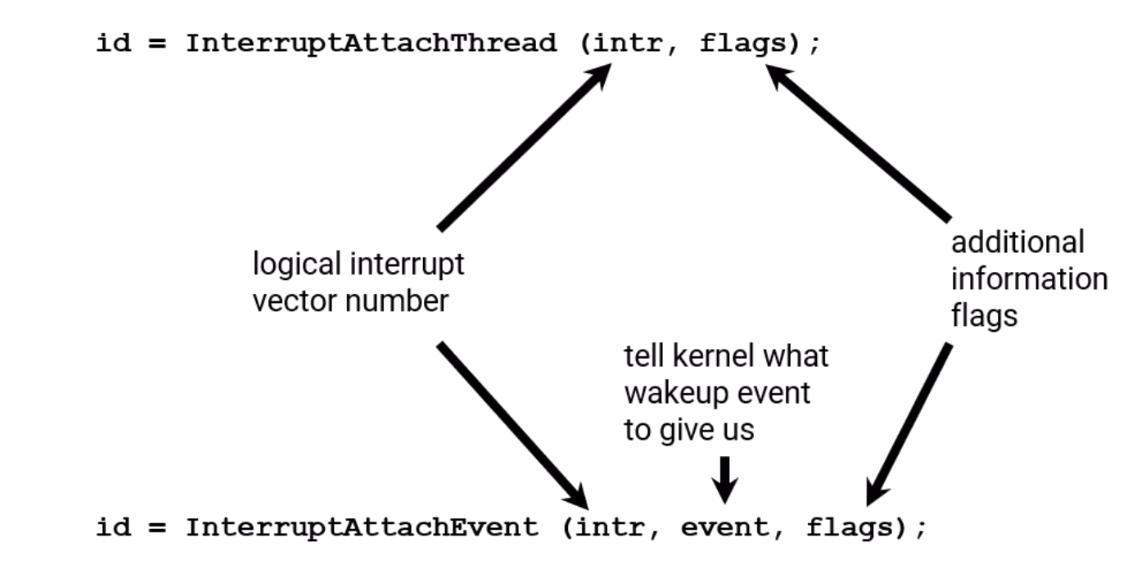 id = InterruptAttachThread (intr, flags);
logical interrupt
vector number
additional
information
flags
tell kernel what
wakeup event
to give us
id = InterruptAttachEvent (intr, event, flags);